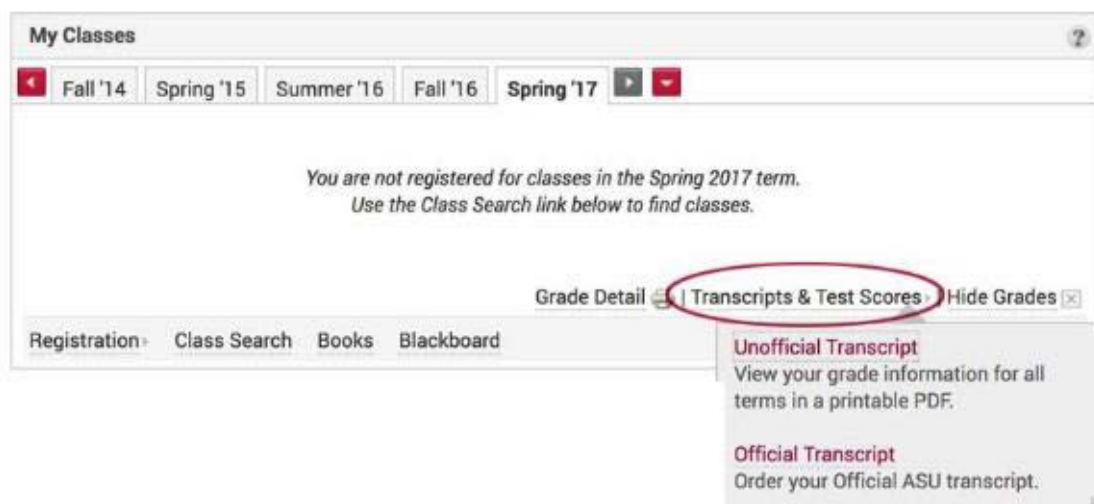 My Classes ?
Fall '14 Spring '15 Summer '16 Fall '16 Spring '17
You are not registered for classes in the Spring 2017 term.
Use the Class Search link below to find classes.
Grade Detail | Transcripts & Test Scores | Hide Grades
Registration Class Search Books Blackboard
Unofficial Transcript
View your grade information for all
terms in a printable PDF.
Official Transcript
Order your Official ASU transcript.